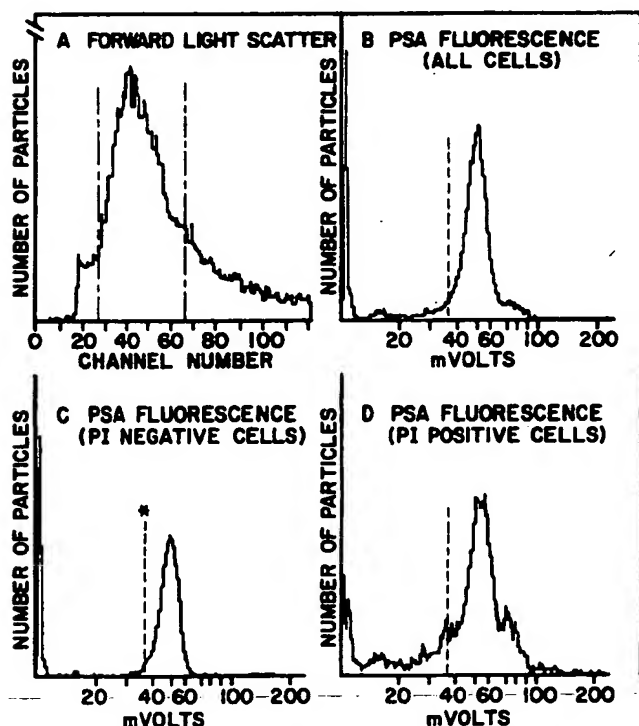 A FORWARD LIGHT SCATTER
NUMBER OF PARTICLES
0 20 40 60 80 100
CHANNEL NUMBER
B PSA FLUORESCENCE
(ALL CELLS)
NUMBER OF PARTICLES
20 40 60 100 200
mVOLTS
C PSA FLUORESCENCE
(PI NEGATIVE CELLS)
*
NUMBER OF PARTICLES
20 40 60 100 200
mVOLTS
D PSA FLUORESCENCE
(PI POSITIVE CELLS)
NUMBER OF PARTICLES
20 40 60 100 200
mVOLTS